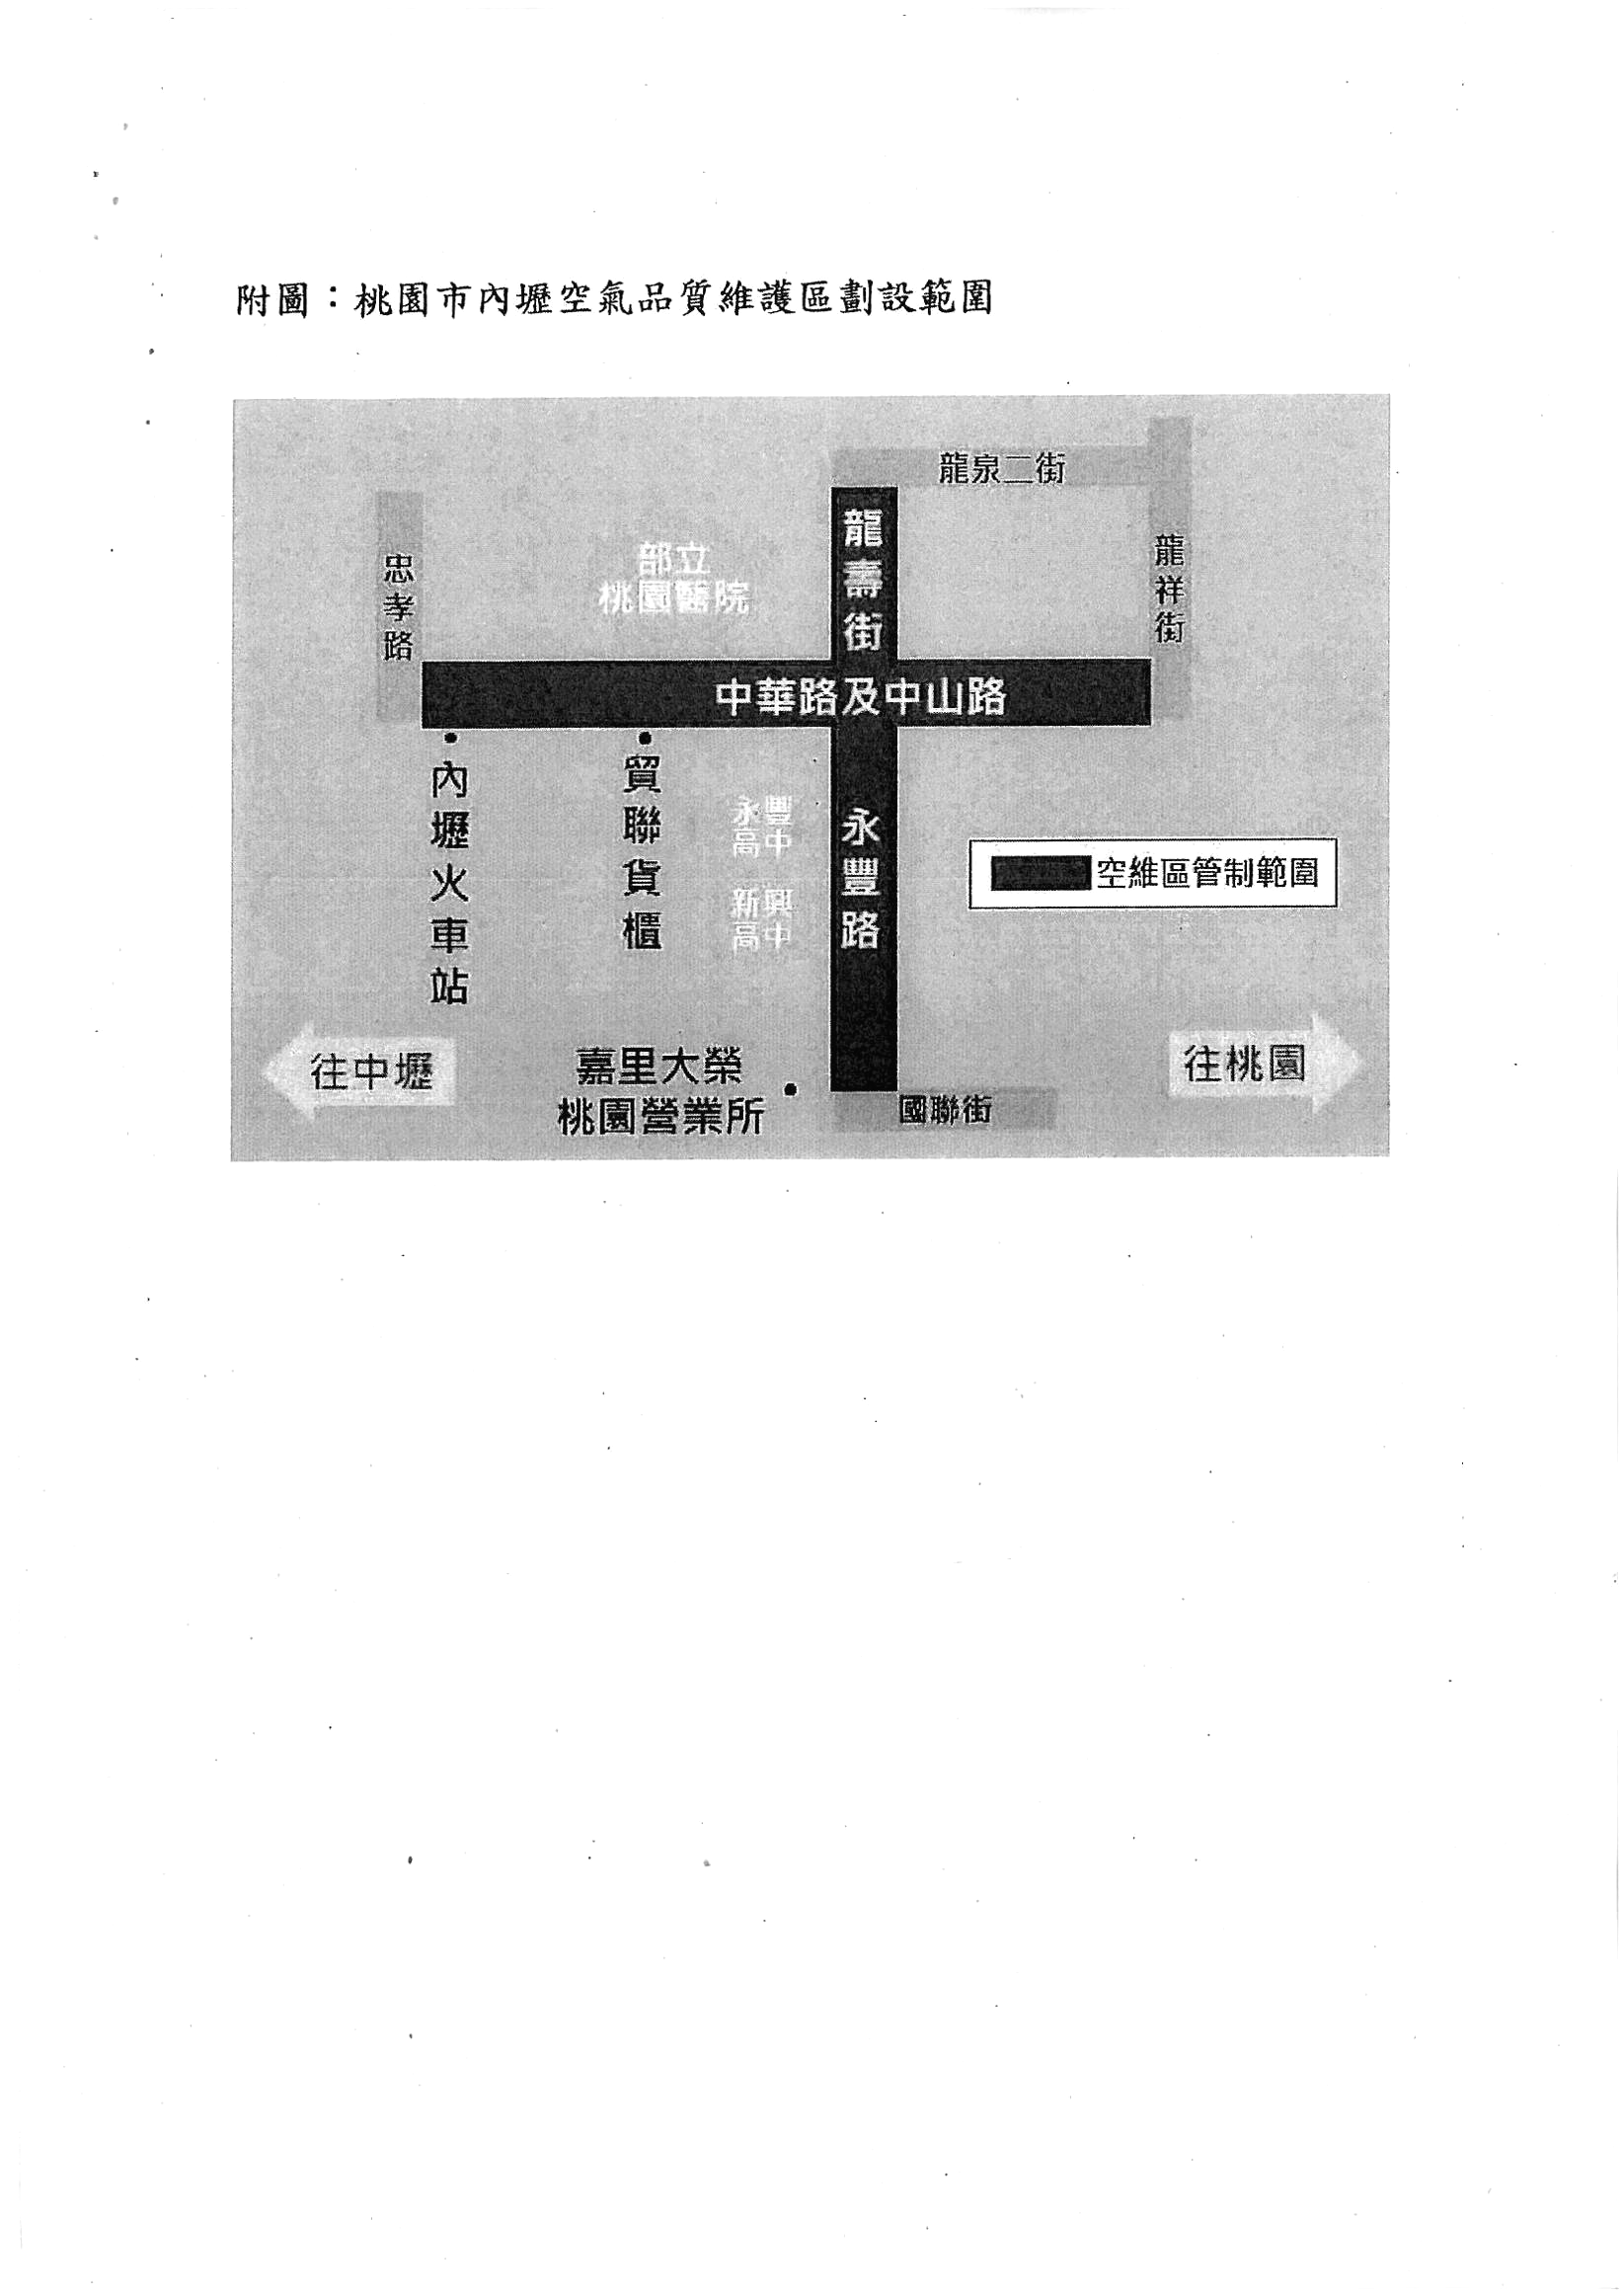 附圖：桃園市內壢空氣品質維護區劃設範圍
龍泉二街
龍壽街
龍祥街
忠孝路
部立
桃園醫院
中華路及中山路
內壢火車站
貿聯貨櫃
永豐
高中
新興
高中
永豐路
空維區管制範圍
往中壢
嘉里大榮
桃園營業所
國聯街
往桃園